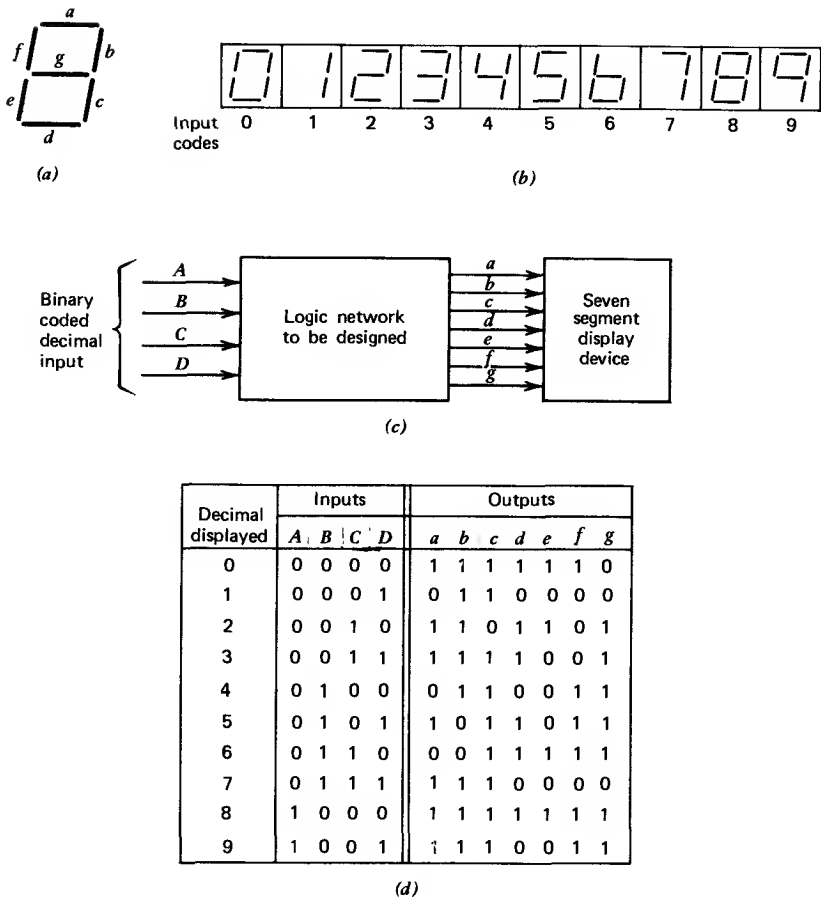 a
f g b
e c
d
(a)
0 1 2 3 4 5 6 7 8 9
Input 0 1 2 3 4 5 6 7 8 9
codes
(b)
Binary
coded
decimal
input
A
B
C
D
Logic network
to be designed
a
b
c
d
e
f
g
Seven
segment
display
device
(c)
Decimal displayed Inputs Outputs
A B C D a b c d e f g
0 0 0 0 0 1 1 1 1 1 1 0
1 0 0 0 1 0 1 1 0 0 0 0
2 0 0 1 0 1 1 0 1 1 0 1
3 0 0 1 1 1 1 1 1 0 0 1
4 0 1 0 0 0 1 1 0 0 1 1
5 0 1 0 1 1 0 1 1 0 1 1
6 0 1 1 0 0 0 1 1 1 1 1
7 0 1 1 1 1 1 1 0 0 0 0
8 1 0 0 0 1 1 1 1 1 1 1
9 1 0 0 1 1 1 1 0 0 1 1
(d)